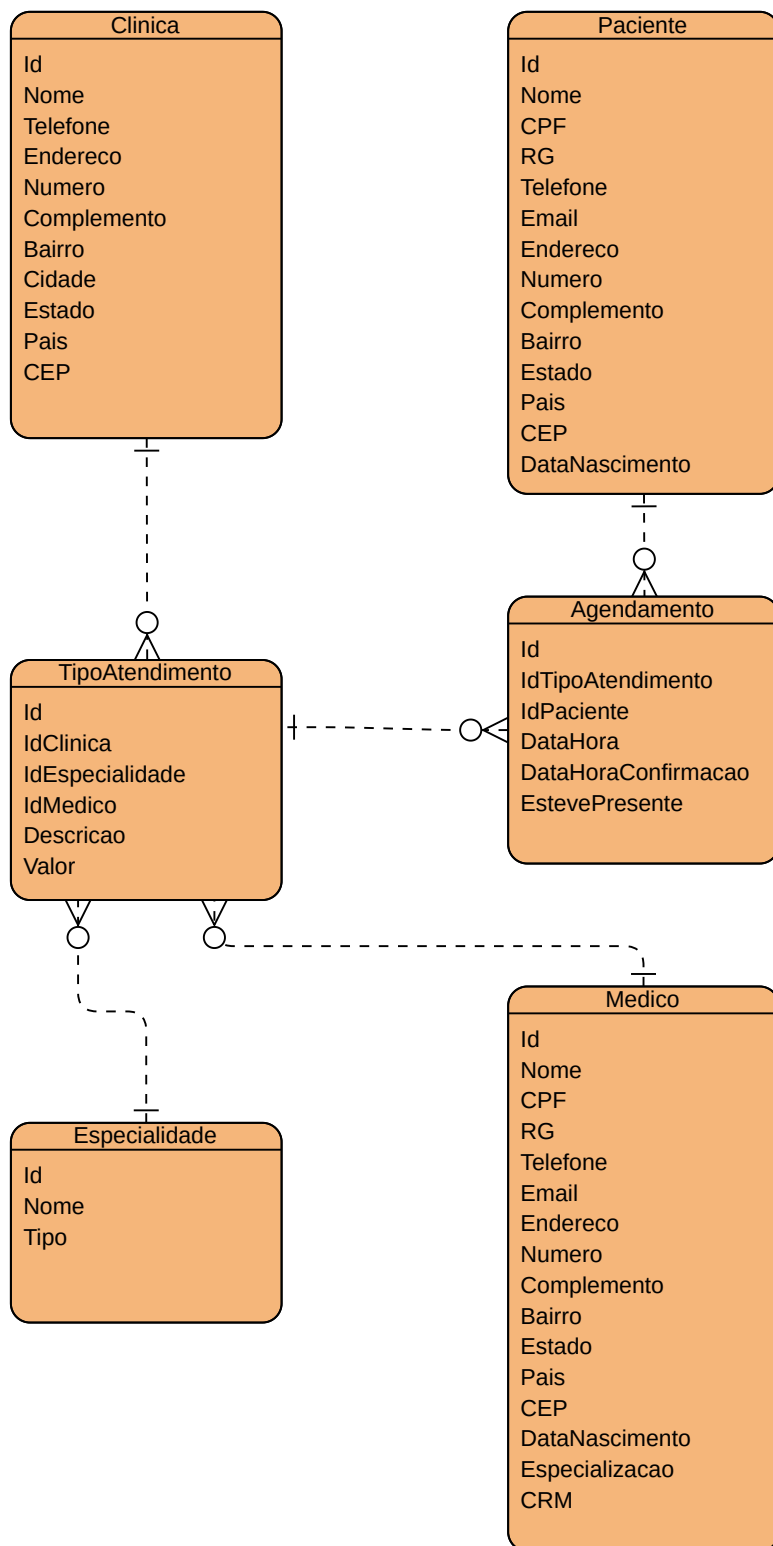 Clinica
Id
Nome
Telefone
Endereco
Numero
Complemento
Bairro
Cidade
Estado
Pais
CEP
Paciente
Id
Nome
CPF
RG
Telefone
Email
Endereco
Numero
Complemento
Bairro
Estado
Pais
CEP
DataNascimento
TipoAtendimento
Id
IdClinica
IdEspecialidade
IdMedico
Descricao
Valor
Agendamento
Id
IdTipoAtendimento
IdPaciente
DataHora
DataHoraConfirmacao
EstevePresente
Especialidade
Id
Nome
Tipo
Medico
Id
Nome
CPF
RG
Telefone
Email
Endereco
Numero
Complemento
Bairro
Estado
Pais
CEP
DataNascimento
Especializacao
CRM